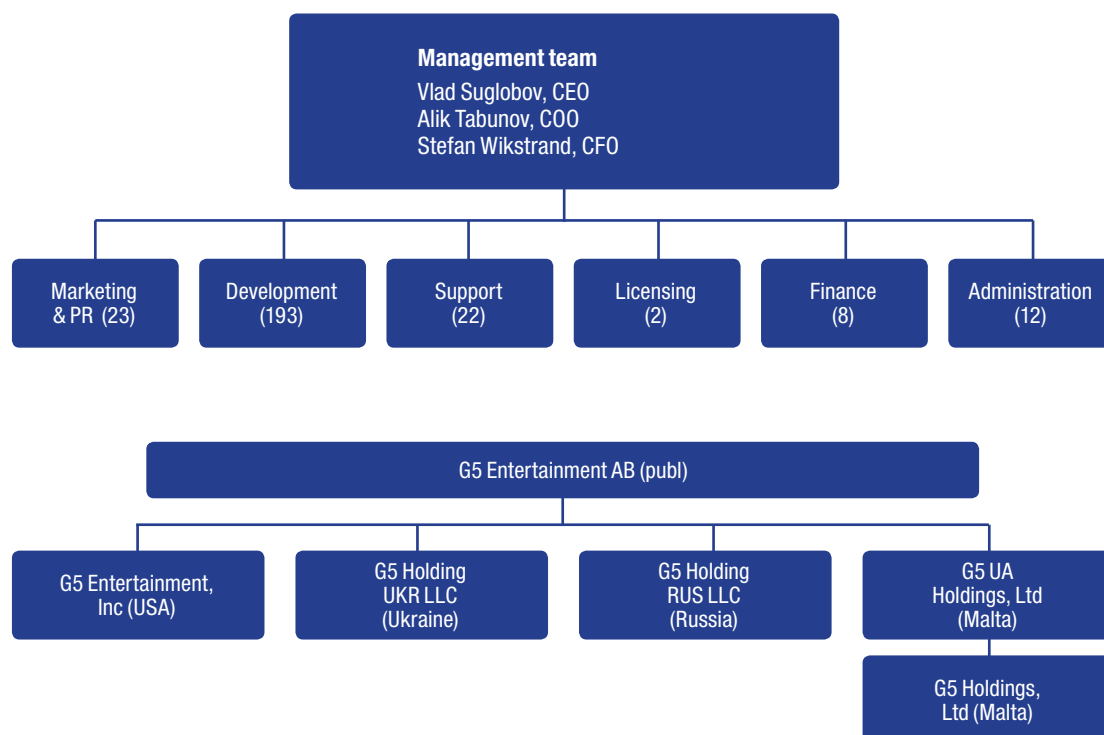 Management team
Vlad Suglobov, CEO
Alik Tabunov, COO
Stefan Wikstrand, CFO
Marketing
& PR (23)
Development
(193)
Support
(22)
Licensing
(2)
Finance
(8)
Administration
(12)
G5 Entertainment AB (publ)
G5 Entertainment,
Inc (USA)
G5 Holding
UKR LLC
(Ukraine)
G5 Holding
RUS LLC
(Russia)
G5 UA
Holdings, Ltd
(Malta)
G5 Holdings,
Ltd (Malta)